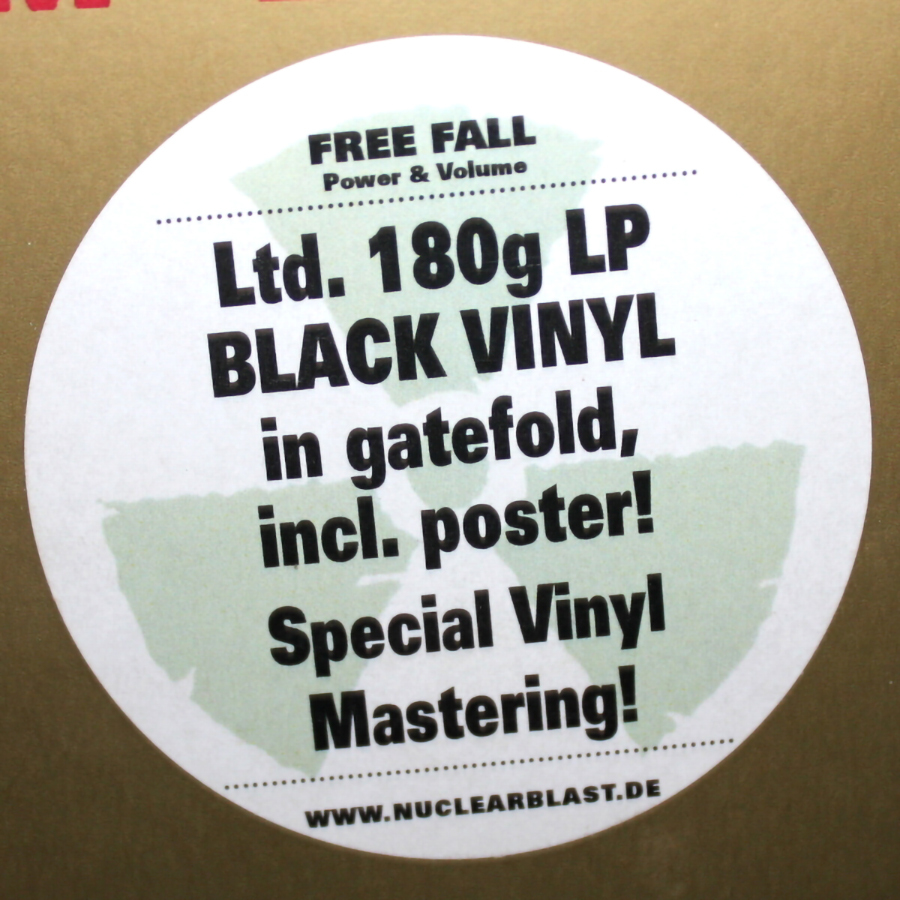 FREE FALL
Power & Volume
Ltd. 180g LP
BLACK VINYL
in gatefold,
incl. poster!
Special Vinyl
Mastering!
WWW.NUCLEARBLAST.DE